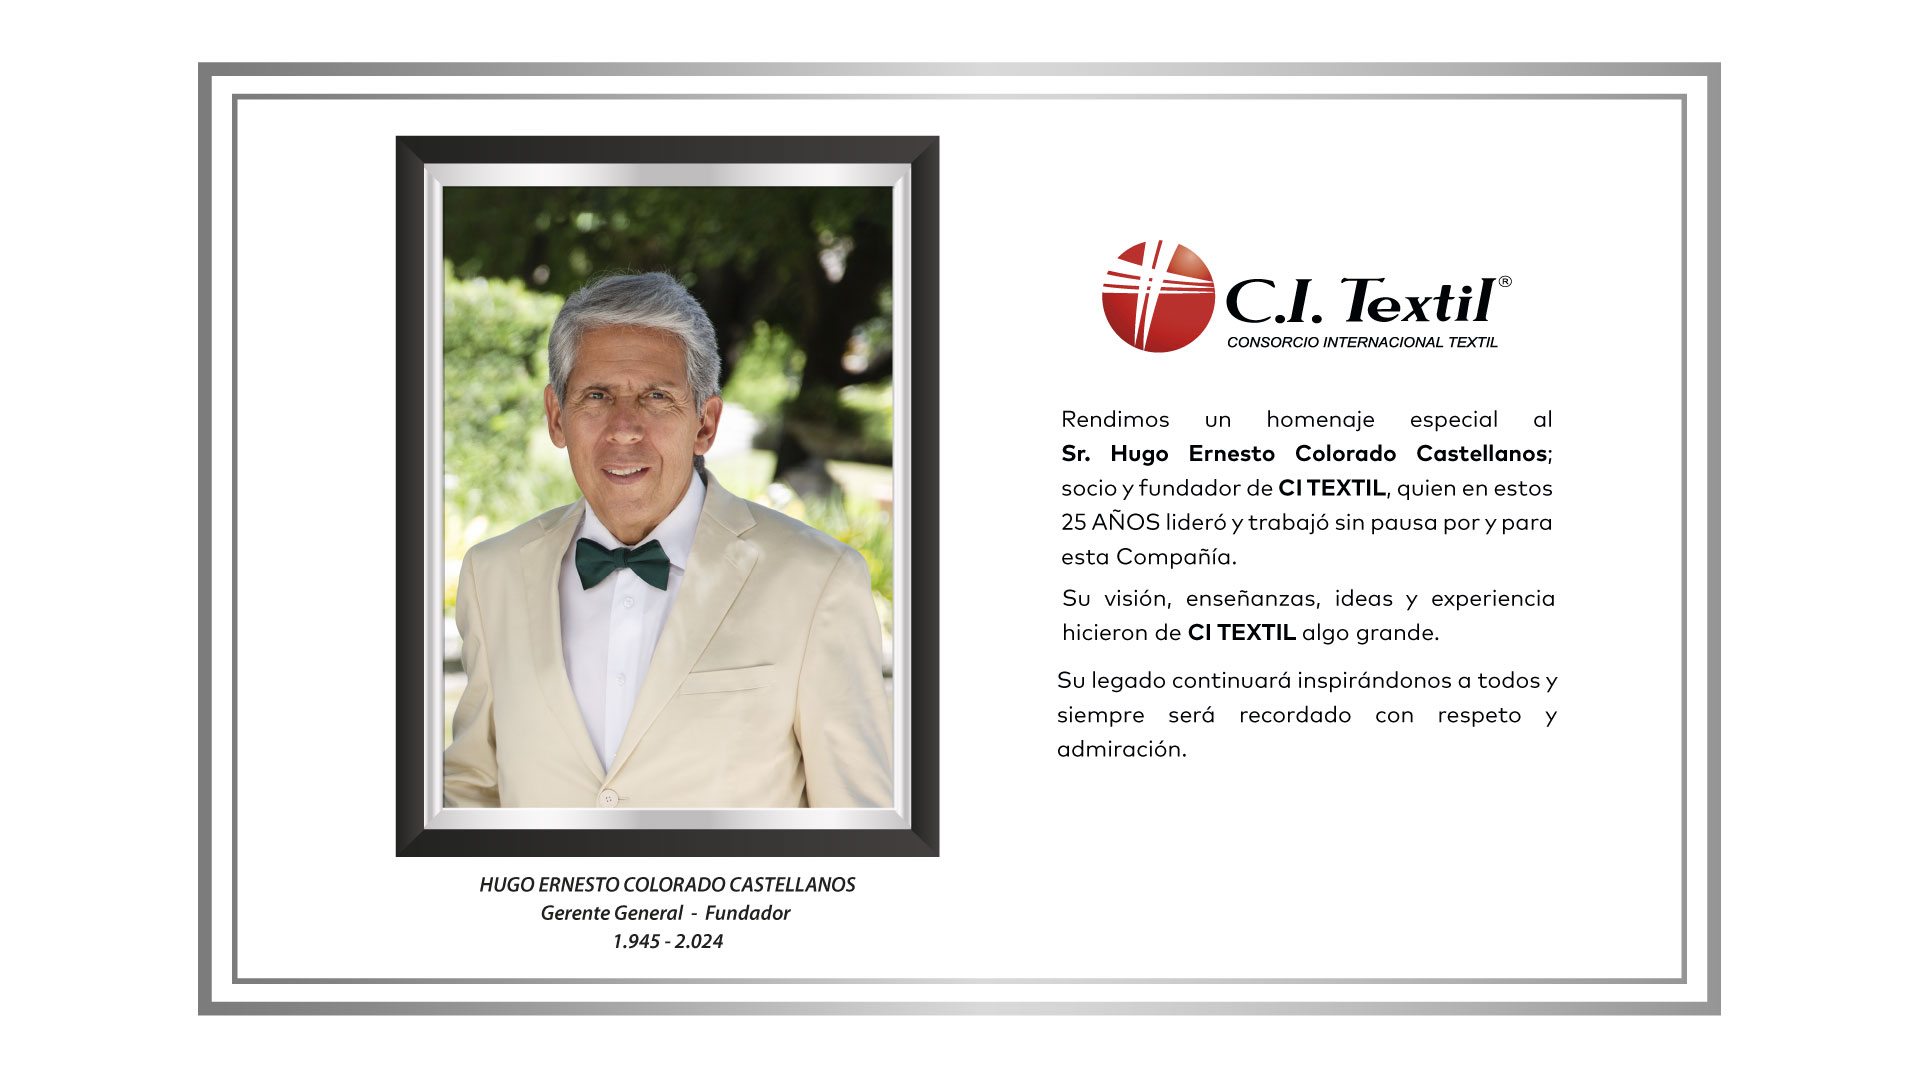 C.I. Textil®
CONSORCIO INTERNACIONAL TEXTIL
Rendimos un homenaje especial al
Sr. Hugo Ernesto Colorado Castellanos;
socio y fundador de CI TEXTIL, quien en estos
25 AÑOS lideró y trabajó sin pausa por y para
esta Compañía.
Su visión, enseñanzas, ideas y experiencia
hicieron de CI TEXTIL algo grande.
Su legado continuará inspirándonos a todos y
siempre será recordado con respeto y
admiración.
HUGO ERNESTO COLORADO CASTELLANOS
Gerente General - Fundador
1.945 - 2.024